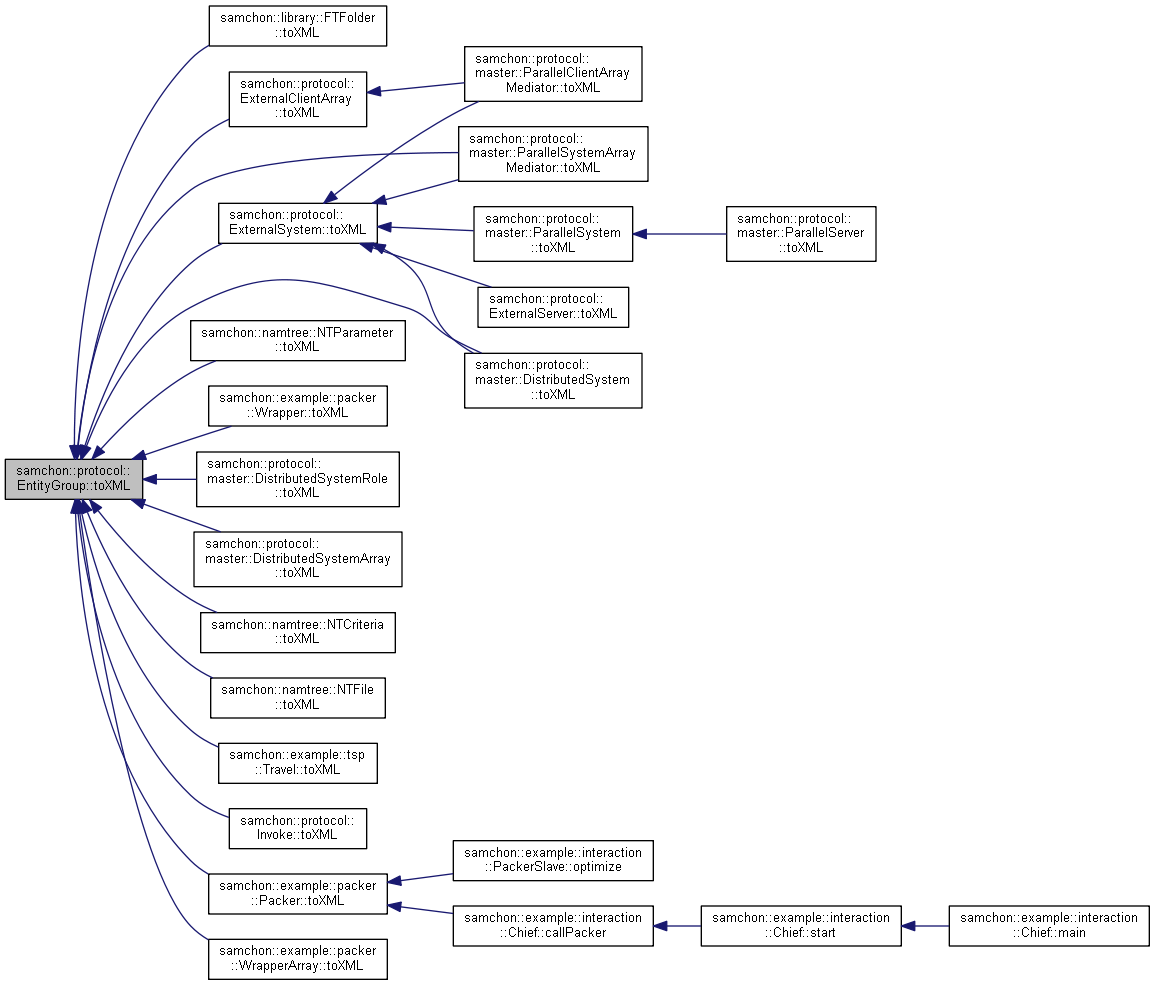 samchon::library::FTFolder
::toXML
samchon::protocol::
ExternalClientArray
::toXML
samchon::protocol::
master::ParallelClientArray
Mediator::toXML
samchon::protocol::
master::ParallelSystemArray
Mediator::toXML
samchon::protocol::
ExternalSystem::toXML
samchon::protocol::
master::ParallelSystem
::toXML
samchon::protocol::
master::ParallelServer
::toXML
samchon::protocol::
ExternalServer::toXML
samchon::namtree::NTParameter
::toXML
samchon::protocol::
master::DistributedSystem
::toXML
samchon::example::packer
::Wrapper::toXML
samchon::protocol::
EntityGroup::toXML
samchon::protocol::
master::DistributedSystemRole
::toXML
samchon::protocol::
master::DistributedSystemArray
::toXML
samchon::namtree::NTCriteria
::toXML
samchon::namtree::NTFile
::toXML
samchon::example::tsp
::Travel::toXML
samchon::protocol::
Invoke::toXML
samchon::example::interaction
::PackerSlave::optimize
samchon::example::packer
::Packer::toXML
samchon::example::interaction
::Chief::callPacker
samchon::example::interaction
::Chief::start
samchon::example::interaction
::Chief::main
samchon::example::packer
::WrapperArray::toXML